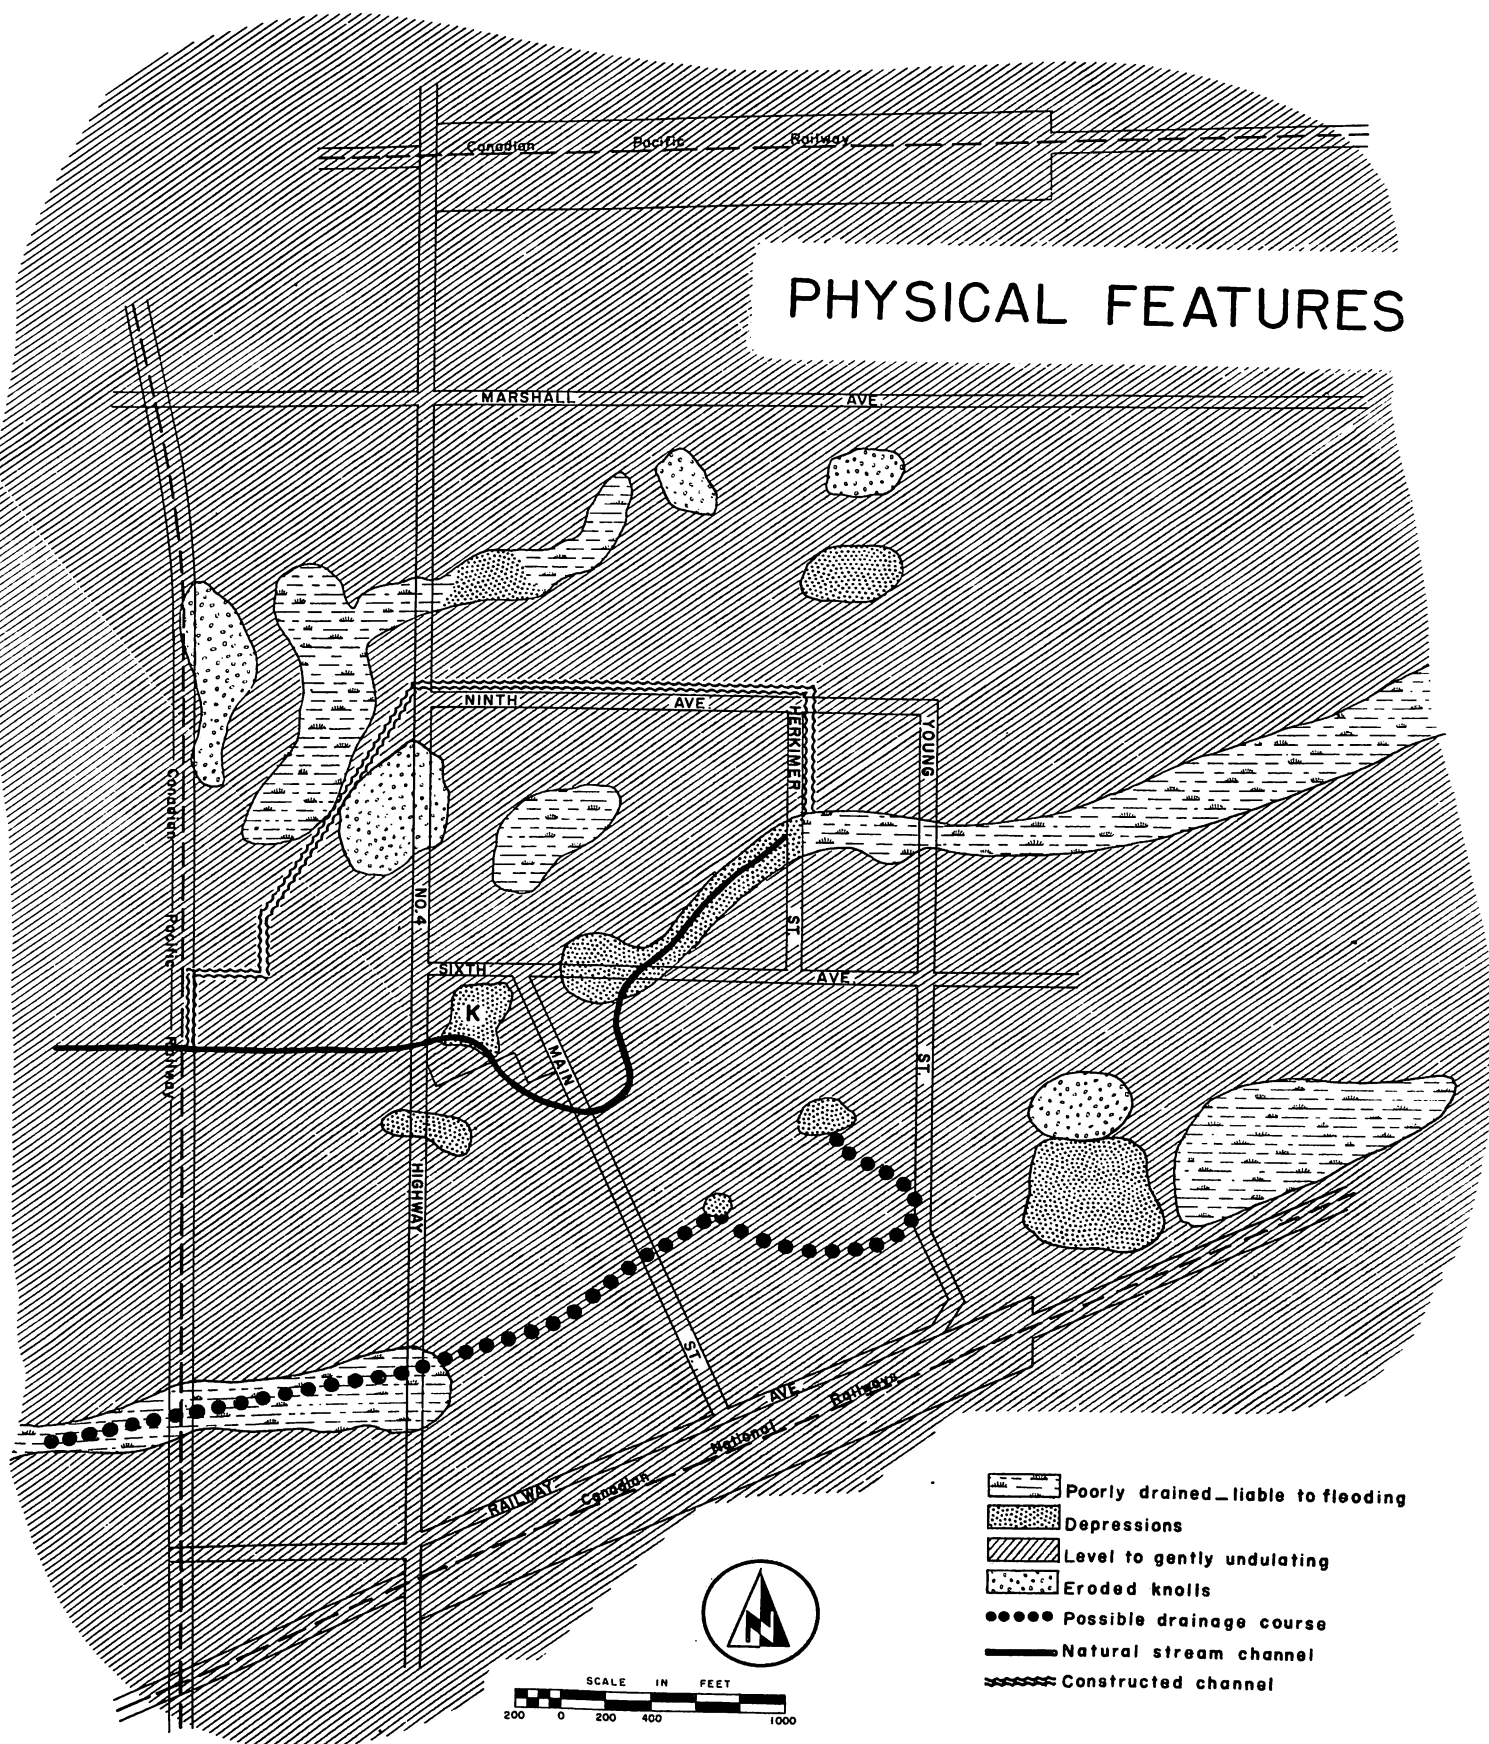 Canadian Pacific Railway
PHYSICAL FEATURES
MARSHALL AVE.
NINTH AVE.
HERKIMER ST.
YOUNG ST.
Canadian Pacific Railway
HIGHWAY NO. 4
SIXTH AVE.
K
MAIN ST.
RAILWAY AVE.
Canadian National Railways
Poorly drained_liable to flooding
Depressions
Level to gently undulating
Eroded knolls
Possible drainage course
Natural stream channel
Constructed channel
N
SCALE IN FEET
200 0 200 400 1000